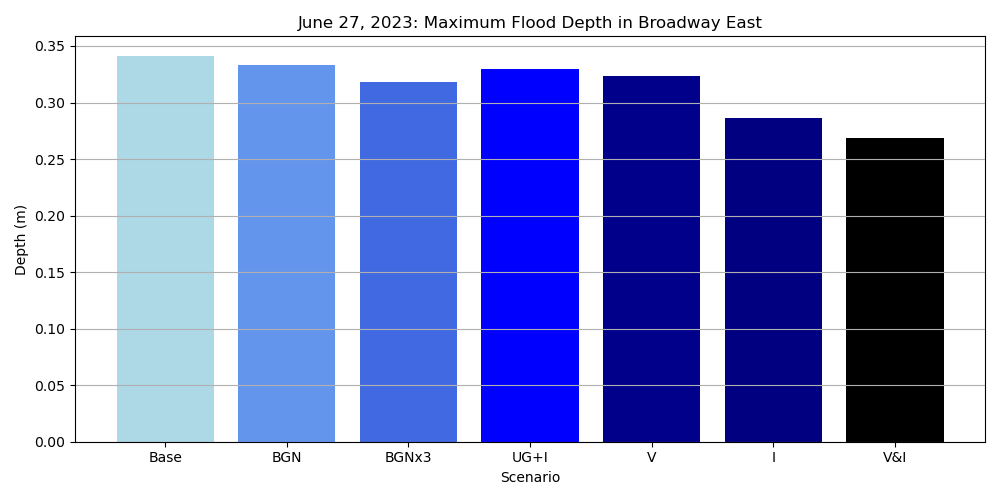 June 27, 2023: Maximum Flood Depth in Broadway East
0.35
0.30
0.25
0.20
0.15
0.10
0.05
0.00
Depth (m)
Base BGN BGNx3 UG+I V I V&I
Scenario